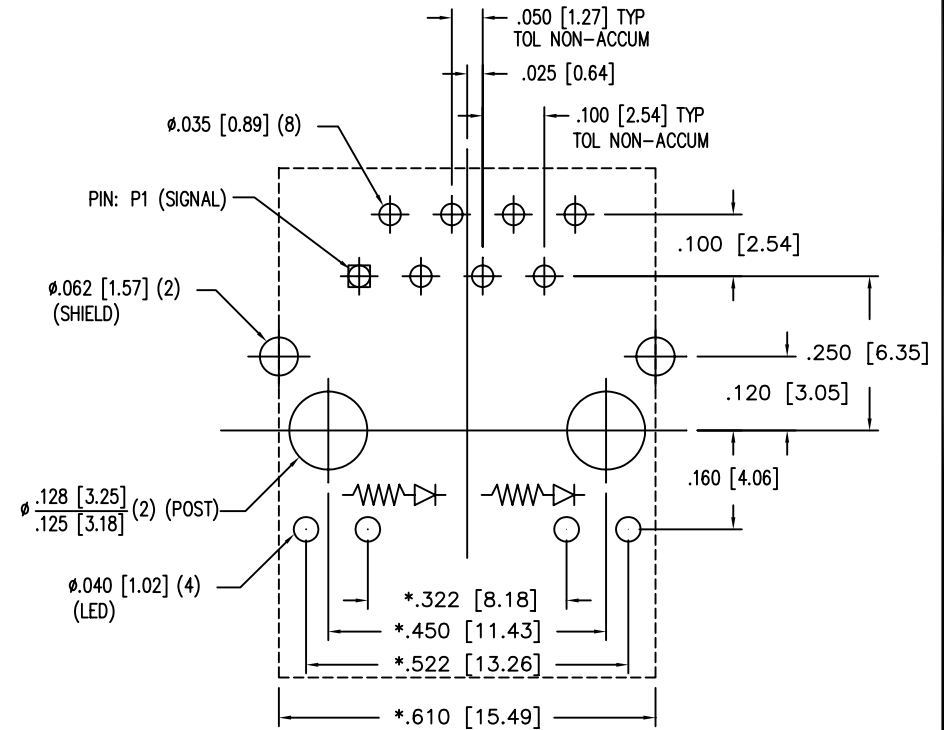 .050 [1.27] TYP
TOL NON-ACCUM
.025 [0.64]
.100 [2.54] TYP
TOL NON-ACCUM
ø.035 [0.89] (8)
PIN: P1 (SIGNAL)
.100 [2.54]
ø.062 [1.57] (2)
(SHIELD)
.250 [6.35]
.120 [3.05]
.160 [4.06]
ø .128 [3.25]
.125 [3.18] (2) (POST)
ø.040 [1.02] (4)
(LED)
*.322 [8.18]
*.450 [11.43]
*.522 [13.26]
*.610 [15.49]